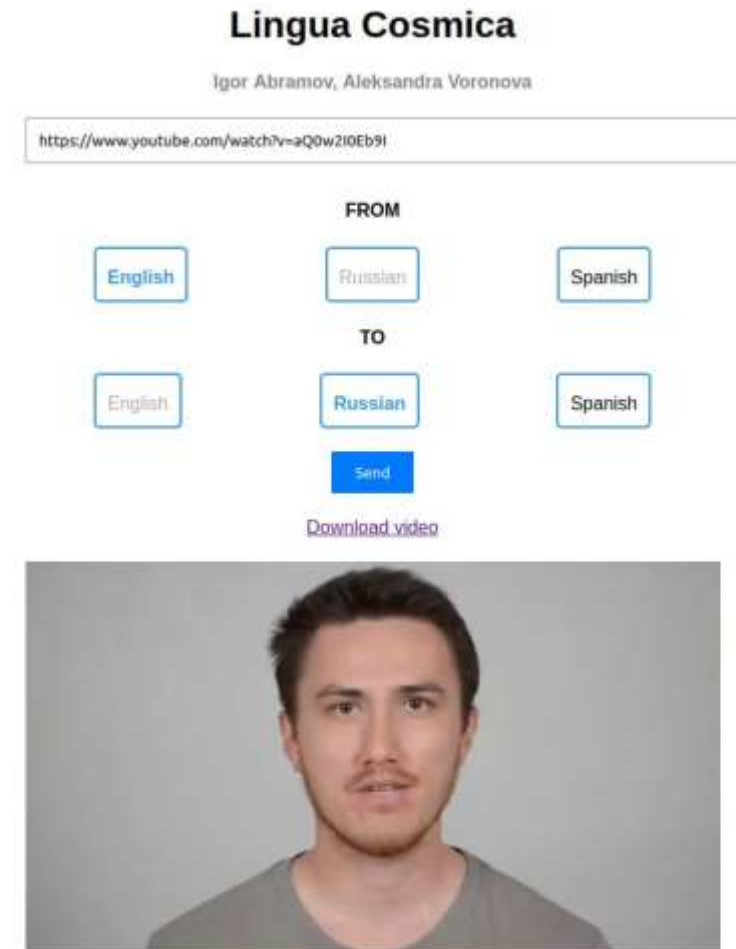 Lingua Cosmica
Igor Abramov, Aleksandra Voronova
https://www.youtube.com/watch?v=aQ0w2I0Eb9I
FROM
English Russian Spanish
TO
English Russian Spanish
Send
Download video